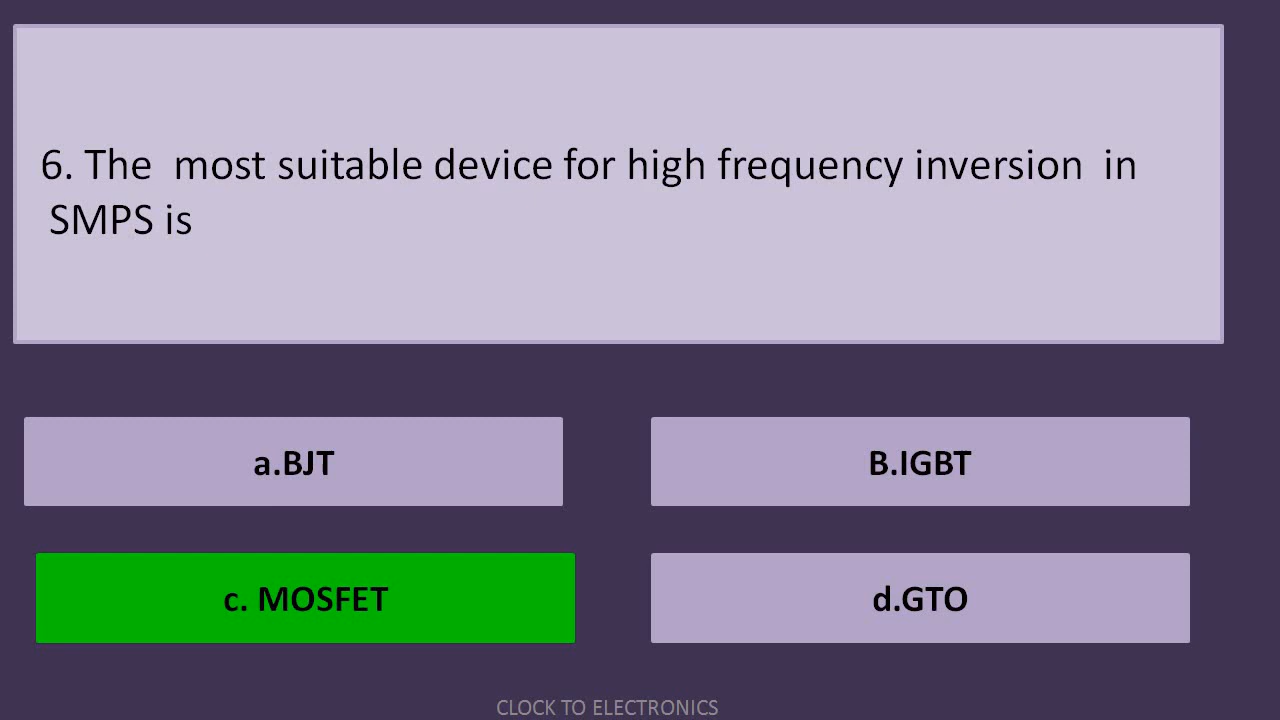 6. The  most suitable device for high frequency inversion  in
SMPS is
a.BJT
B.IGBT
c. MOSFET
d.GTO
CLOCK TO ELECTRONICS